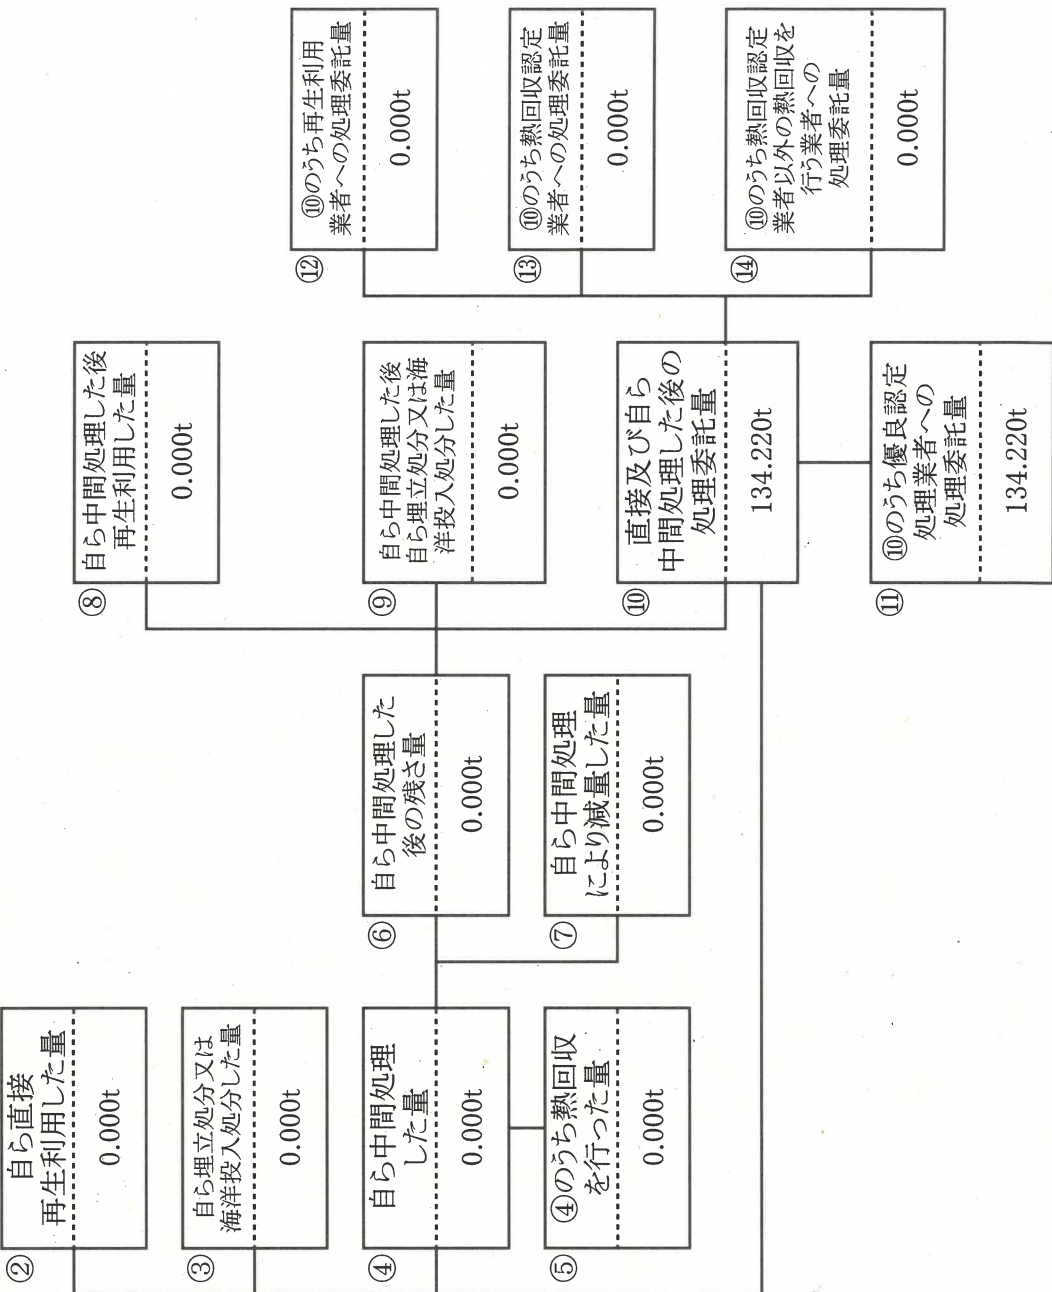 ②
自ら直接
再生利用した量
0.000t
③
自ら埋立処分又は
海洋投入処分した量
0.000t
④
自ら中間処理
した量
0.000t
⑤
④のうち熱回収
を行った量
0.000t
⑥
自ら中間処理した
後の残さ量
0.000t
⑦
自ら中間処理
により減量した量
0.000t
⑧
自ら中間処理した後
再生利用した量
0.000t
⑨
自ら中間処理した後
自ら埋立処分又は海
洋投入処分した量
0.000t
⑩
直接及び自ら
中間処理した後の
処理委託量
134.220t
⑪
⑩のうち優良認定
処理業者への
処理委託量
134.220t
⑫
⑩のうち再生利用
業者への処理委託量
0.000t
⑬
⑩のうち熱回収認定
業者への処理委託量
0.000t
⑭
⑩のうち熱回収認定
業者以外の熱回収を
行う業者への
処理委託量
0.000t